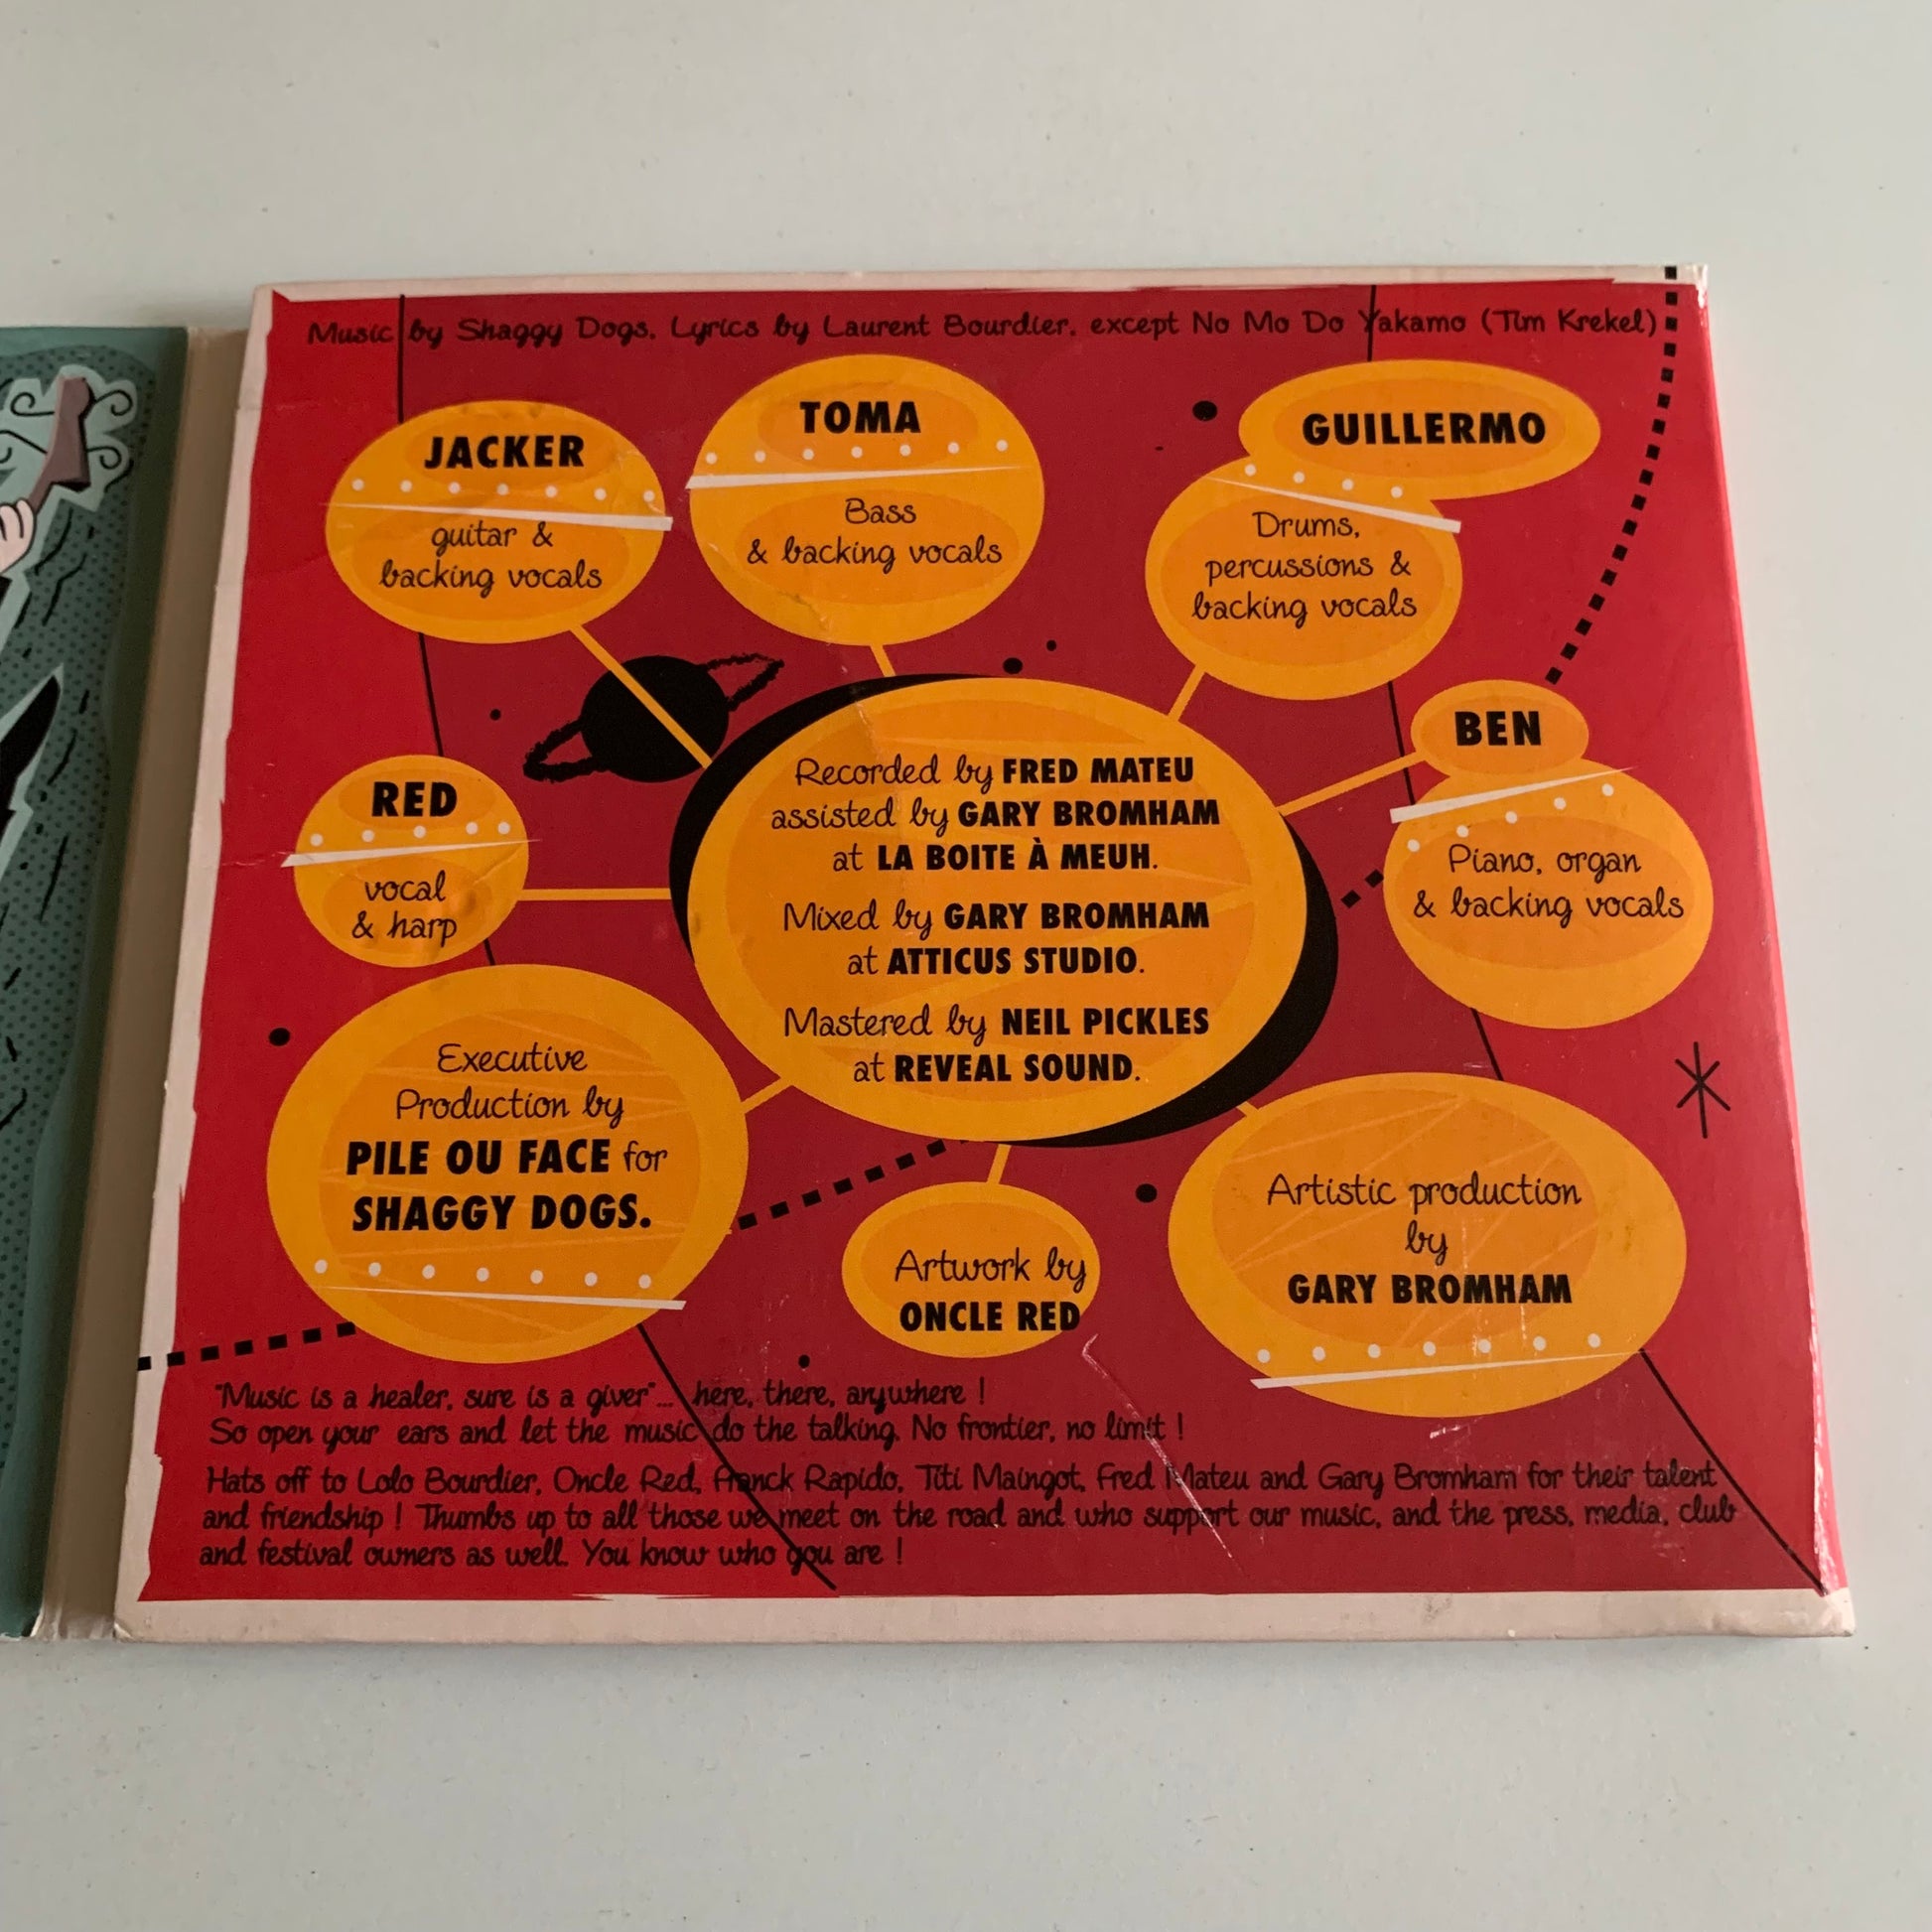 Music by Shaggy Dogs. Lyrics by Laurent Bourdier. except No Mo Do Yakamo (Tim Krekel)
JACKER
guitar &
backing vocals
TOMA
Bass
& backing vocals
GUILLERMO
Drums,
percussions &
backing vocals
RED
vocal
& harp
Recorded by FRED MATEU
assisted by GARY BROMHAM
at LA BOITE À MEUH.
Mixed by GARY BROMHAM
at ATTICUS STUDIO.
Mastered by NEIL PICKLES
at REVEAL SOUND.
BEN
Piano, organ
& backing vocals
Executive
Production by
PILE OU FACE for
SHAGGY DOGS.
Artwork by
ONCLE RED
Artistic production
by
GARY BROMHAM
"Music is a healer, sure is a giver"... here, there, anywhere !
So open your ears and let the music do the talking. No frontier, no limit !
Hats off to Lolo Bourdier, Oncle Red, Franck Rapido, Titi Maingot, Fred Mateu and Gary Bromham for their talent
and friendship ! Thumbs up to all those we meet on the road and who support our music, and the press, media, club
and festival owners as well. You know who you are !